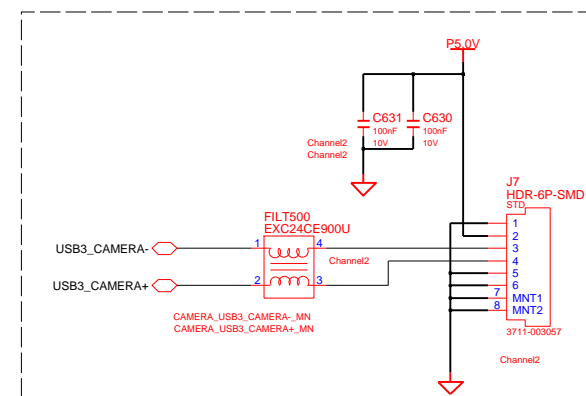 P5.0V
C631
100nF
10V
C630
100nF
10V
Channel2
Channel2
J7
HDR-6P-SMD
STD
1
2
3
4
5
6
7
MNT1
8
MNT2
3711-003057
Channel2
FILT500
EXC24CE900U
1
4
2
3
Channel2
USB3_CAMERA-
USB3_CAMERA+
CAMERA_USB3_CAMERA-_MN
CAMERA_USB3_CAMERA+_MN